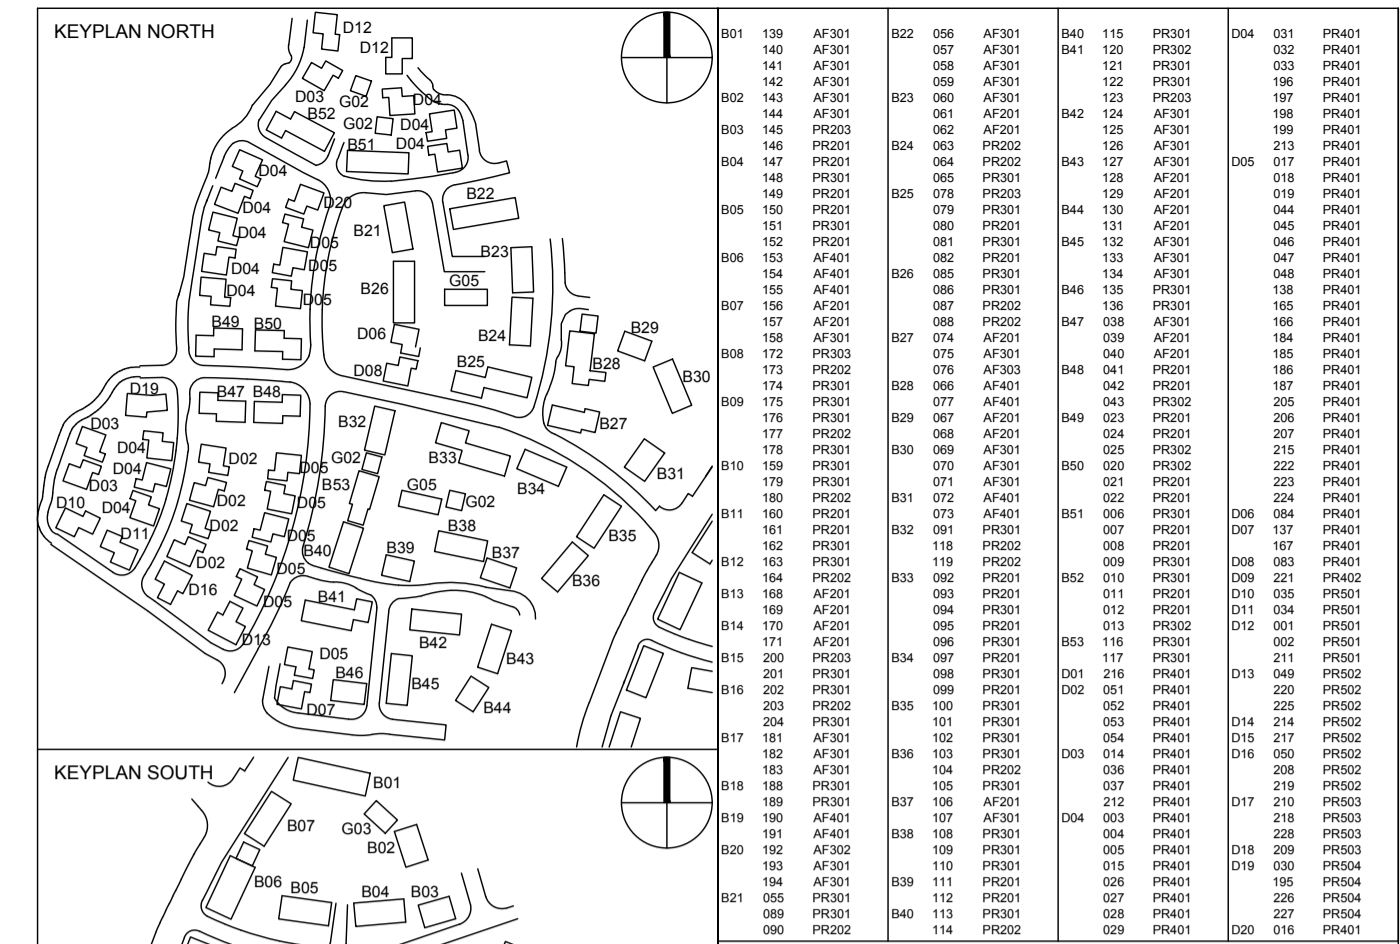 KEYPLAN NORTH
D12
D12
D03
G02
D04
B52
G02
D04
B51
D04
D04
B22
D04
D20
B21
D04
D05
B23
D04
D05
G05
B26
D04
D05
B49
B50
D06
B24
B29
B28
D08
B25
B30
D19
B47
B48
B32
B27
D03
D04
D02
G02
B33
D04
D05
B31
D03
B53
G05
B34
D10
D04
D02
D05
G02
D11
D02
D05
B38
B35
B40
B39
B37
D02
D05
B36
D16
D05
B41
D13
B42
D05
B43
B46
B45
D07
B44
KEYPLAN SOUTH
B01
B07
G03
B02
B06
B05
B04
B03
B01 139 AF301
140 AF301
141 AF301
142 AF301
B02 143 AF301
144 AF301
B03 145 PR203
146 PR201
B04 147 PR201
148 PR301
149 PR201
B05 150 PR201
151 PR301
152 PR201
B06 153 AF401
154 AF401
155 AF401
B07 156 AF201
157 AF201
158 AF301
B08 172 PR303
173 PR202
174 PR301
B09 175 PR301
176 PR301
177 PR202
178 PR301
B10 159 PR301
179 PR301
180 PR202
B11 160 PR201
161 PR201
162 PR301
B12 163 PR301
164 PR202
B13 168 AF201
169 AF201
B14 170 AF201
171 AF201
B15 200 PR203
201 PR301
B16 202 PR301
203 PR202
204 PR301
B17 181 AF301
182 AF301
183 AF301
B18 188 PR301
189 PR301
B19 190 AF401
191 AF401
B20 192 AF302
193 AF301
194 AF301
B21 055 PR301
089 PR301
090 PR202
B22 056 AF301
057 AF301
058 AF301
059 AF301
B23 060 AF301
061 AF201
062 AF201
B24 063 PR202
064 PR202
065 PR301
B25 078 PR203
079 PR301
080 PR201
081 PR301
082 PR201
B26 085 PR301
086 PR301
087 PR202
088 PR202
B27 074 AF201
075 AF301
076 AF303
B28 066 AF401
077 AF401
B29 067 AF201
068 AF201
B30 069 AF301
070 AF301
071 AF301
B31 072 AF401
073 AF401
B32 091 PR301
118 PR202
119 PR202
B33 092 PR201
093 PR201
094 PR301
095 PR201
096 PR301
B34 097 PR201
098 PR301
099 PR201
B35 100 PR301
101 PR301
102 PR301
B36 103 PR301
104 PR202
105 PR301
B37 106 AF201
107 AF301
B38 108 PR301
109 PR301
110 PR301
B39 111 PR201
112 PR201
B40 113 PR301
114 PR202
B40 115 PR301
B41 120 PR302
121 PR301
122 PR301
123 PR203
B42 124 AF301
125 AF301
126 AF301
B43 127 AF301
128 AF201
129 AF201
B44 130 AF201
131 AF201
B45 132 AF301
133 AF301
134 AF301
B46 135 PR301
136 PR301
B47 038 AF301
039 AF201
040 AF201
B48 041 PR201
042 PR201
043 PR302
B49 023 PR201
024 PR201
025 PR302
B50 020 PR302
021 PR201
022 PR201
B51 006 PR301
007 PR201
008 PR201
009 PR301
B52 010 PR301
011 PR201
012 PR201
013 PR302
B53 116 PR301
117 PR301
D01 216 PR401
D02 051 PR401
052 PR401
053 PR401
054 PR401
D03 014 PR401
036 PR401
037 PR401
212 PR401
D04 003 PR401
004 PR401
005 PR401
015 PR401
026 PR401
027 PR401
028 PR401
029 PR401
D04 031 PR401
032 PR401
033 PR401
196 PR401
197 PR401
198 PR401
199 PR401
213 PR401
D05 017 PR401
018 PR401
019 PR401
044 PR401
045 PR401
046 PR401
047 PR401
048 PR401
138 PR401
165 PR401
166 PR401
184 PR401
185 PR401
186 PR401
187 PR401
205 PR401
206 PR401
207 PR401
215 PR401
222 PR401
223 PR401
224 PR401
D06 084 PR401
D07 137 PR401
167 PR401
D08 083 PR401
D09 221 PR402
D10 035 PR501
D11 034 PR501
D12 001 PR501
002 PR501
211 PR501
D13 049 PR502
220 PR502
225 PR502
D14 214 PR502
D15 217 PR502
D16 050 PR502
208 PR502
219 PR502
D17 210 PR503
218 PR503
228 PR503
D18 209 PR503
D19 030 PR504
195 PR504
226 PR504
227 PR504
D20 016 PR401